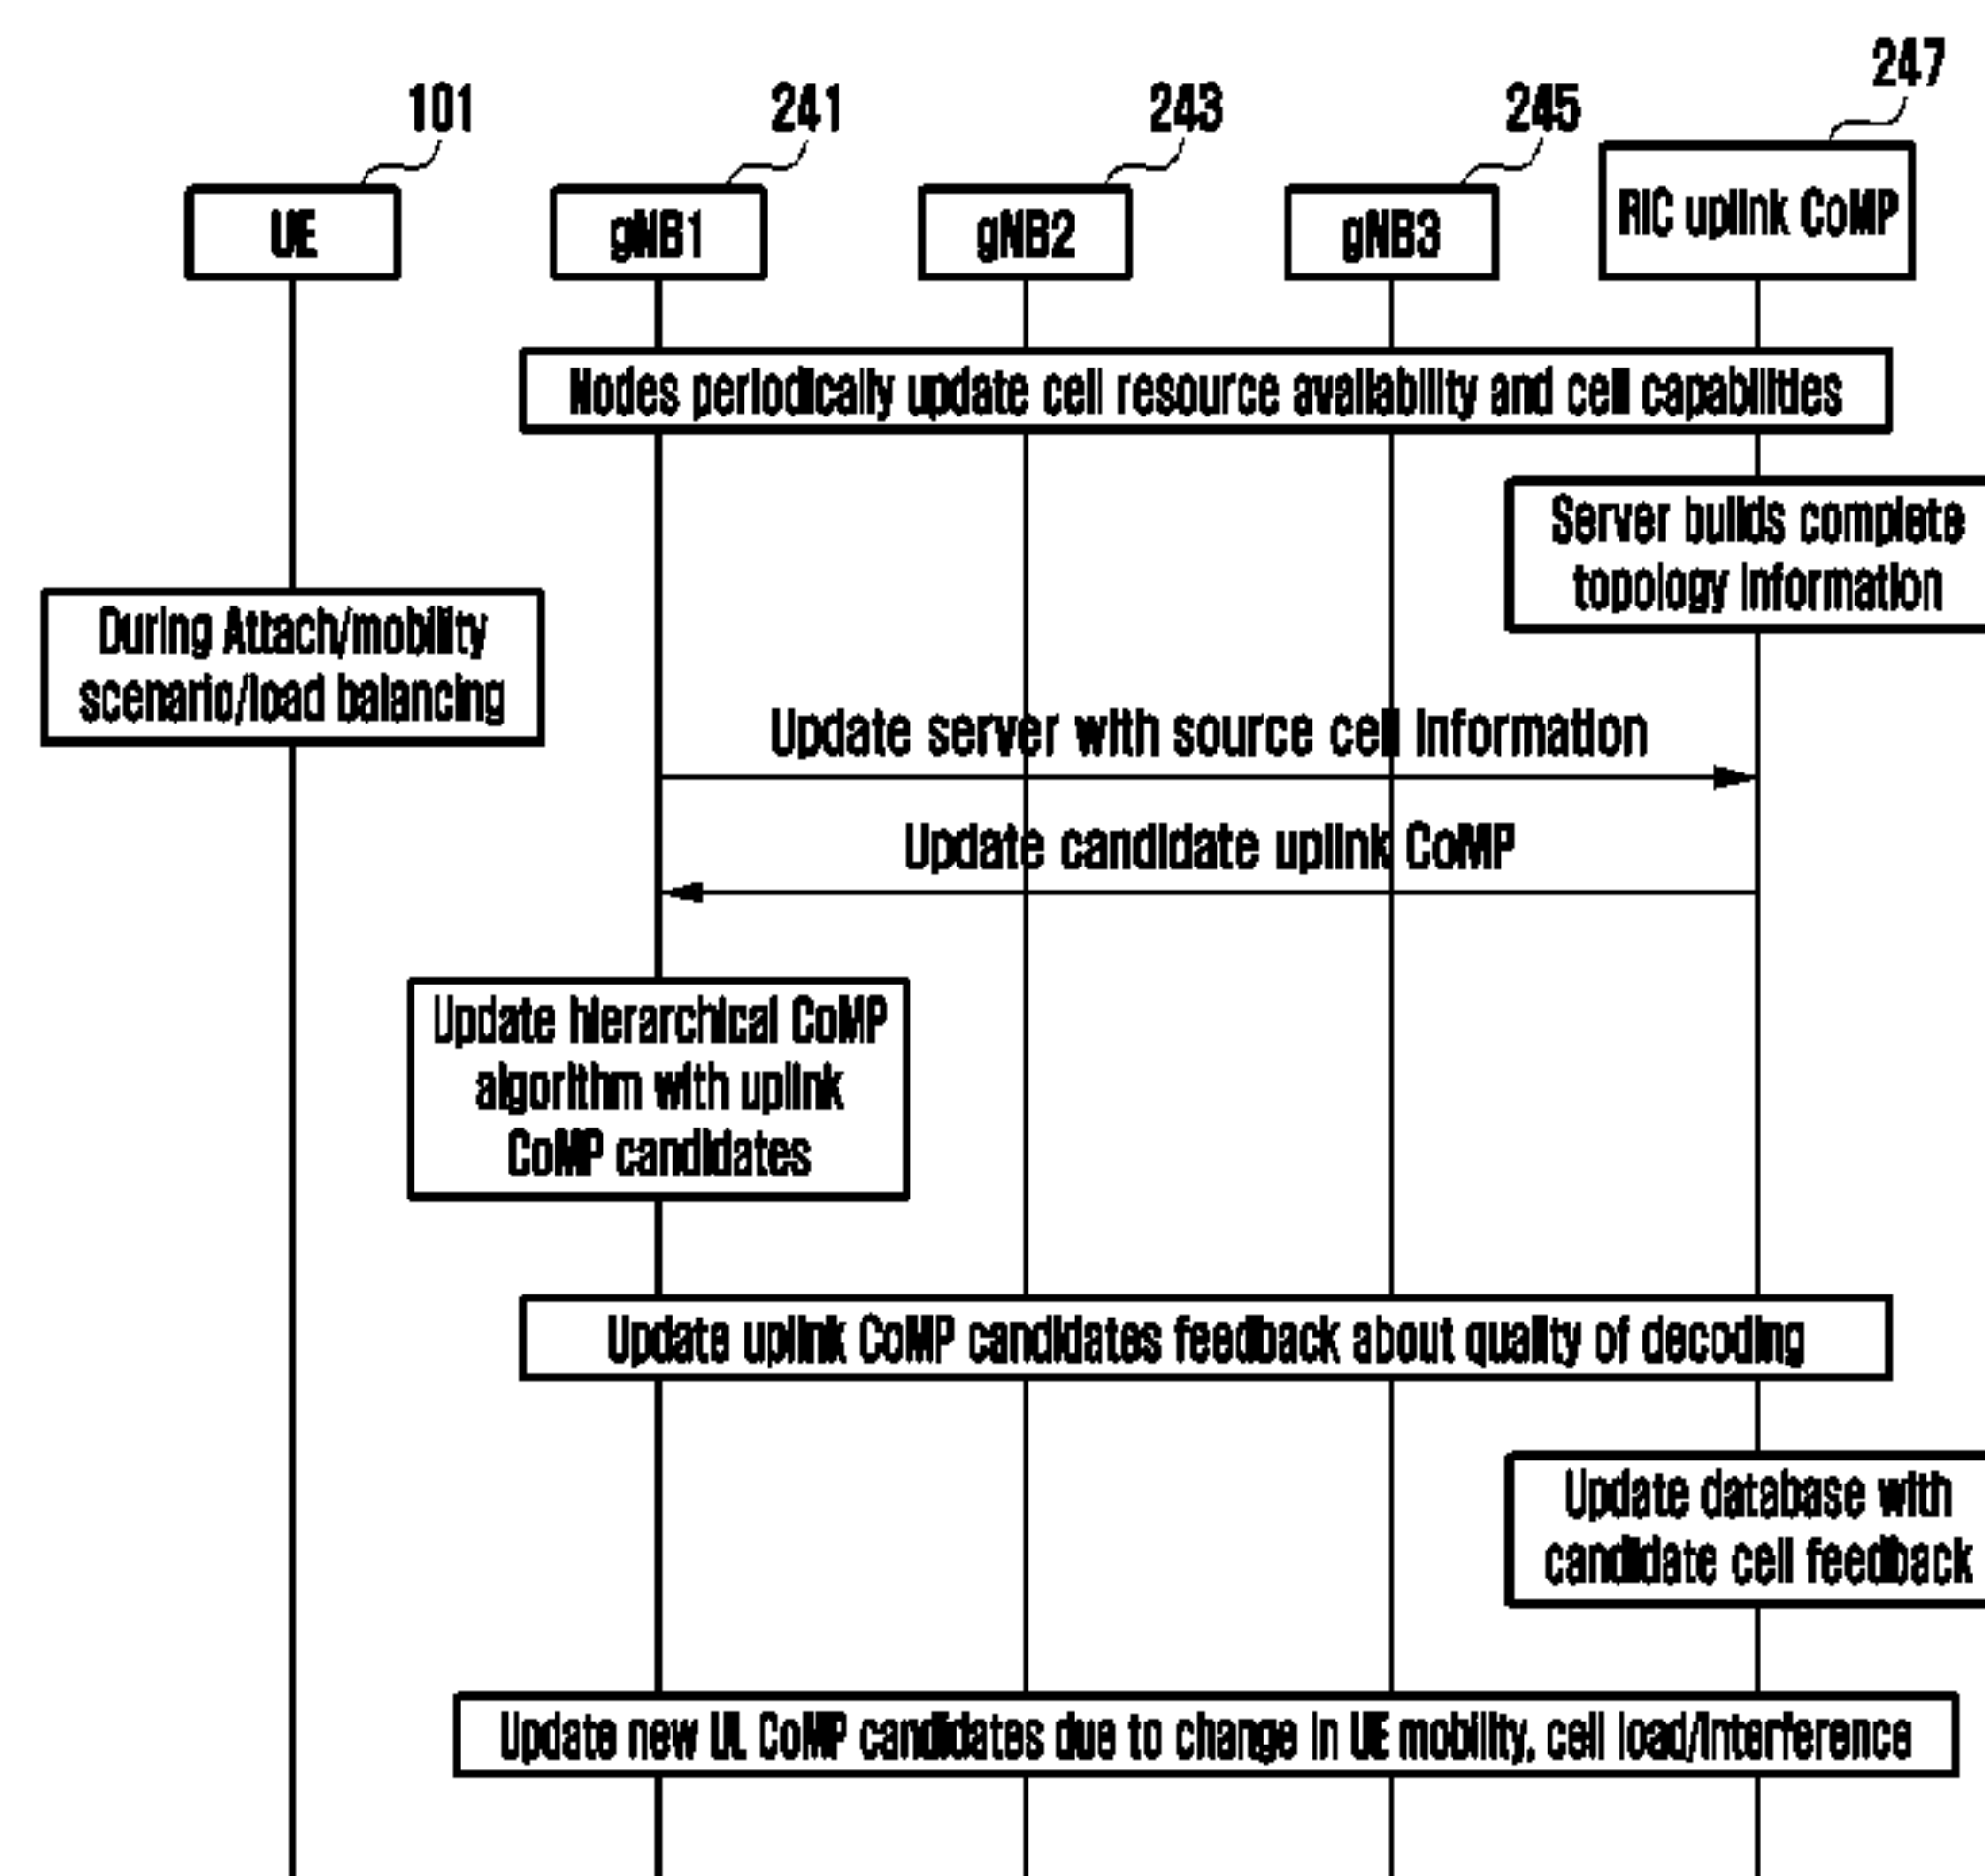 101
241
243
245
247
UE
gNB1
gNB2
gNB3
RIC uplink CoMP
Nodes periodically update cell resource availability and cell capabilities
Server builds complete
topology information
During Attach/mobility
scenario/load balancing
Update server with source cell information
Update candidate uplink CoMP
Update hierarchical CoMP
algorithm with uplink
CoMP candidates
Update uplink CoMP candidates feedback about quality of decoding
Update database with
candidate cell feedback
Update new UL CoMP candidates due to change in UE mobility, cell load/interference